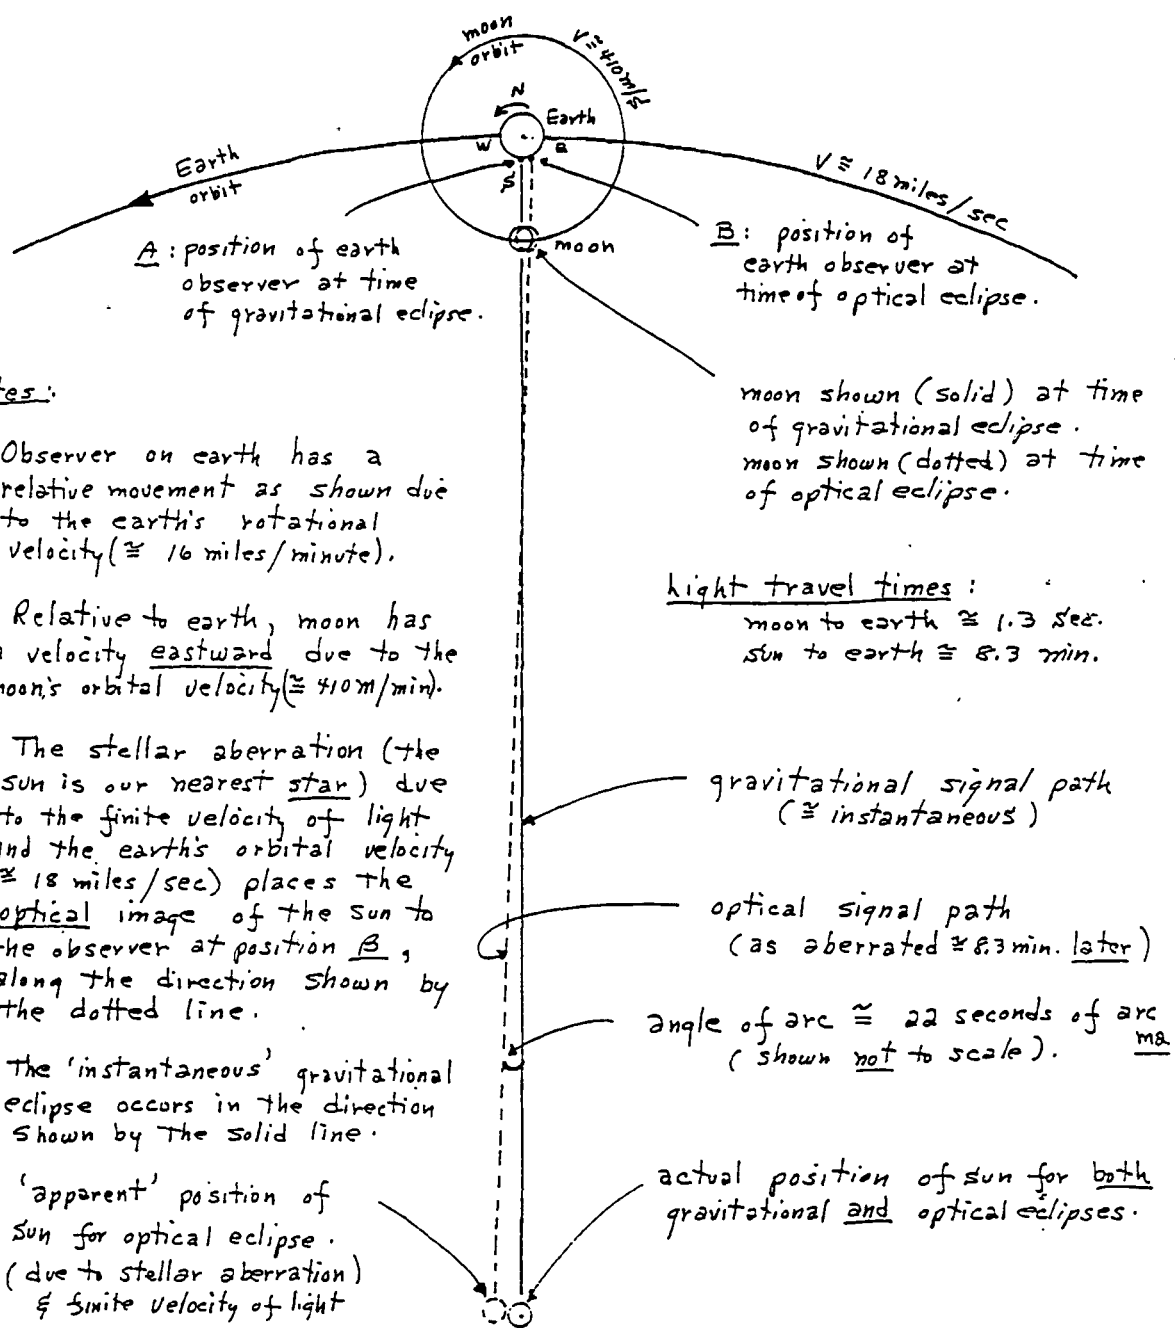 moon
orbit
V ≅ 410 m/s
N
Earth
W
e
s
Earth
orbit
V ≅ 18 miles/sec
A: position of earth
observer at time
of gravitational eclipse.
moon
B: position of
earth observer at
time of optical eclipse.
moon shown (solid) at time
of gravitational eclipse.
moon shown (dotted) at time
of optical eclipse.
tes:
Observer on earth has a
relative movement as shown due
to the earth's rotational
velocity (≅ 16 miles/minute).
Relative to earth, moon has
velocity eastward due to the
moon's orbital velocity (≅ 410 m/min).
The stellar aberration (the
sun is our nearest star) due
to the finite velocity of light
and the earth's orbital velocity
≅ 18 miles/sec) places the
optical image of the sun to
the observer at position B,
along the direction shown by
the dotted line.
The 'instantaneous' gravitational
eclipse occurs in the direction
shown by the solid line.
'apparent' position of
sun for optical eclipse.
(due to stellar aberration)
& finite velocity of light
Light travel times:
moon to earth ≅ 1.3 sec.
sun to earth ≅ 8.3 min.
gravitational signal path
(≅ instantaneous)
optical signal path
(as aberrated ≅ 8.3 min. later)
angle of arc ≅ 22 seconds of arc
(shown not to scale).
actual position of sun for both
gravitational and optical eclipses.